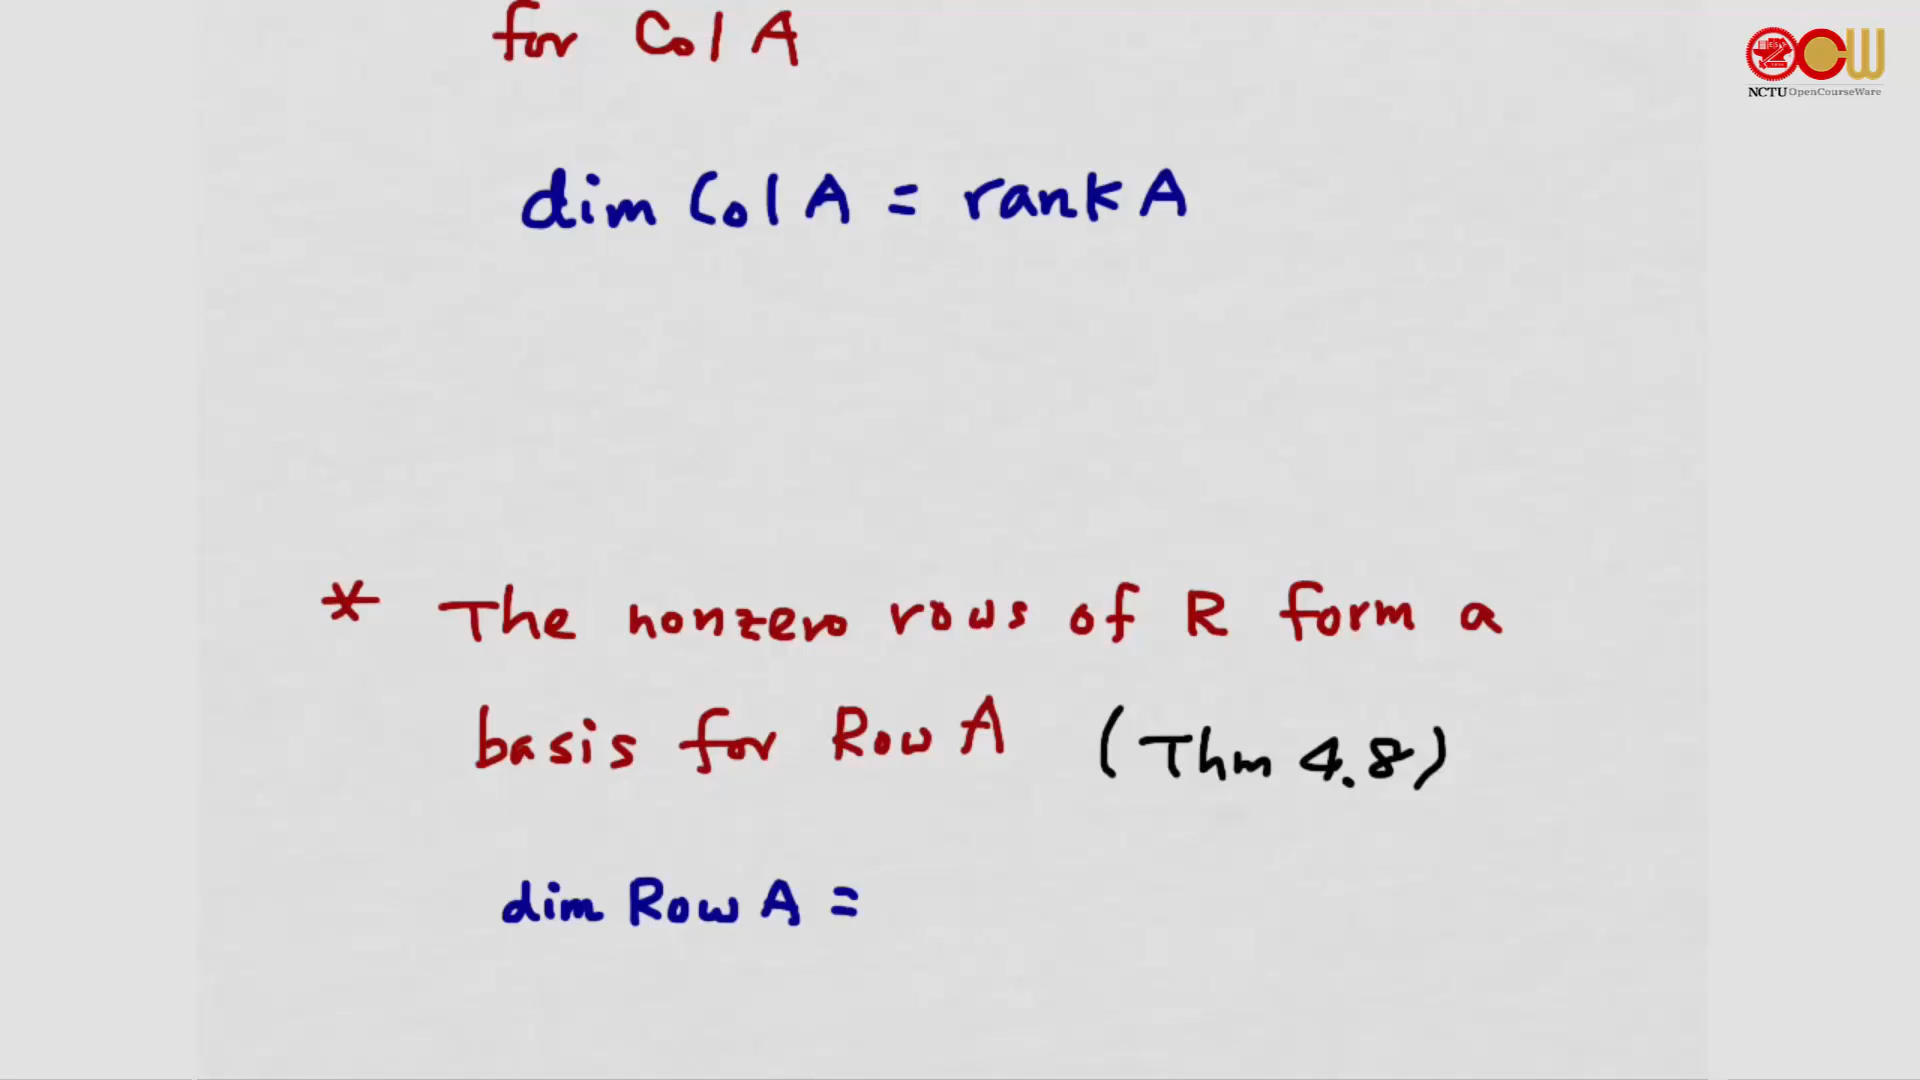 for Col A
NCTU OpenCourseWare
dim Col A = rank A
* The nonzero rows of R form a
basis for Row A (Thm 4.8)
dim Row A =